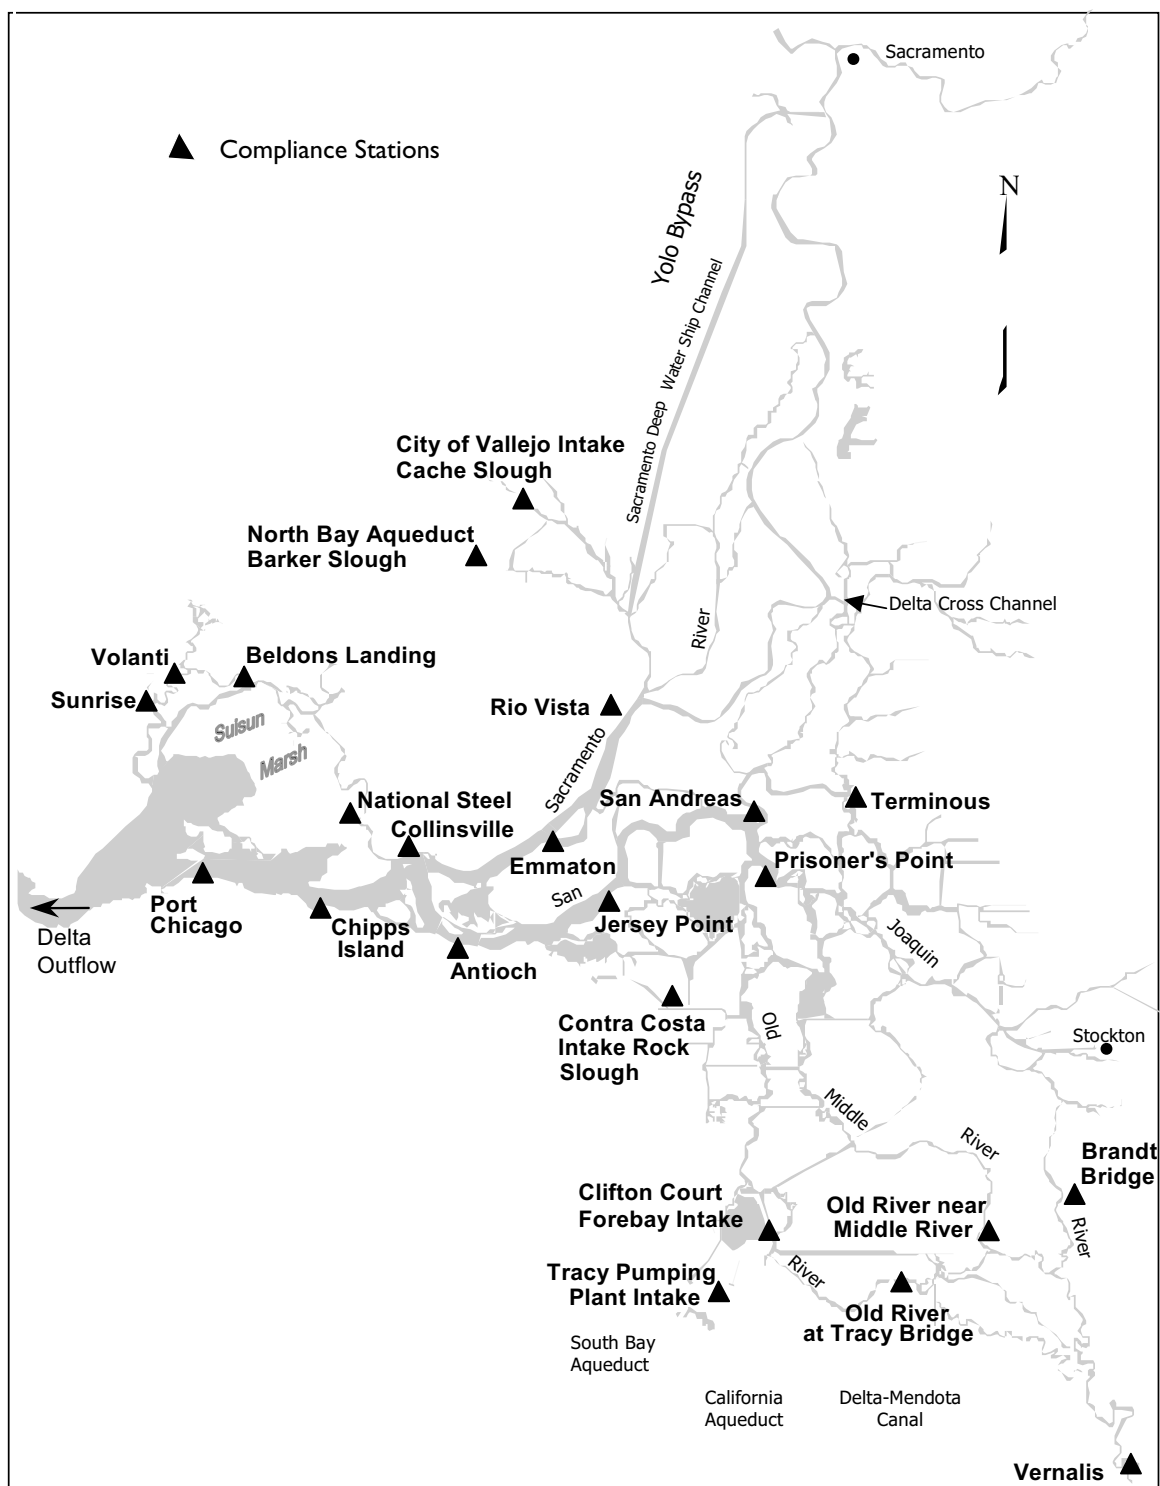 Sacramento
Compliance Stations
N
Yolo Bypass
Sacramento Deep Water Ship Channel
City of Vallejo Intake
Cache Slough
North Bay Aqueduct
Barker Slough
Delta Cross Channel
River
Volanti
Beldons Landing
Sunrise
Rio Vista
Suisun
Marsh
Sacramento
National Steel
San Andreas
Terminous
Collinsville
Emmaton
Prisoner's Point
San
Port
Chicago
Jersey Point
Chipps
Island
Joaquin
Delta
Outflow
Antioch
Contra Costa
Intake Rock
Slough
Old
Stockton
Middle
River
Brandt
Bridge
Clifton Court
Forebay Intake
Old River near
Middle River
River
Tracy Pumping
Plant Intake
River
Old River
at Tracy Bridge
South Bay
Aqueduct
California
Aqueduct
Delta-Mendota
Canal
Vernalis